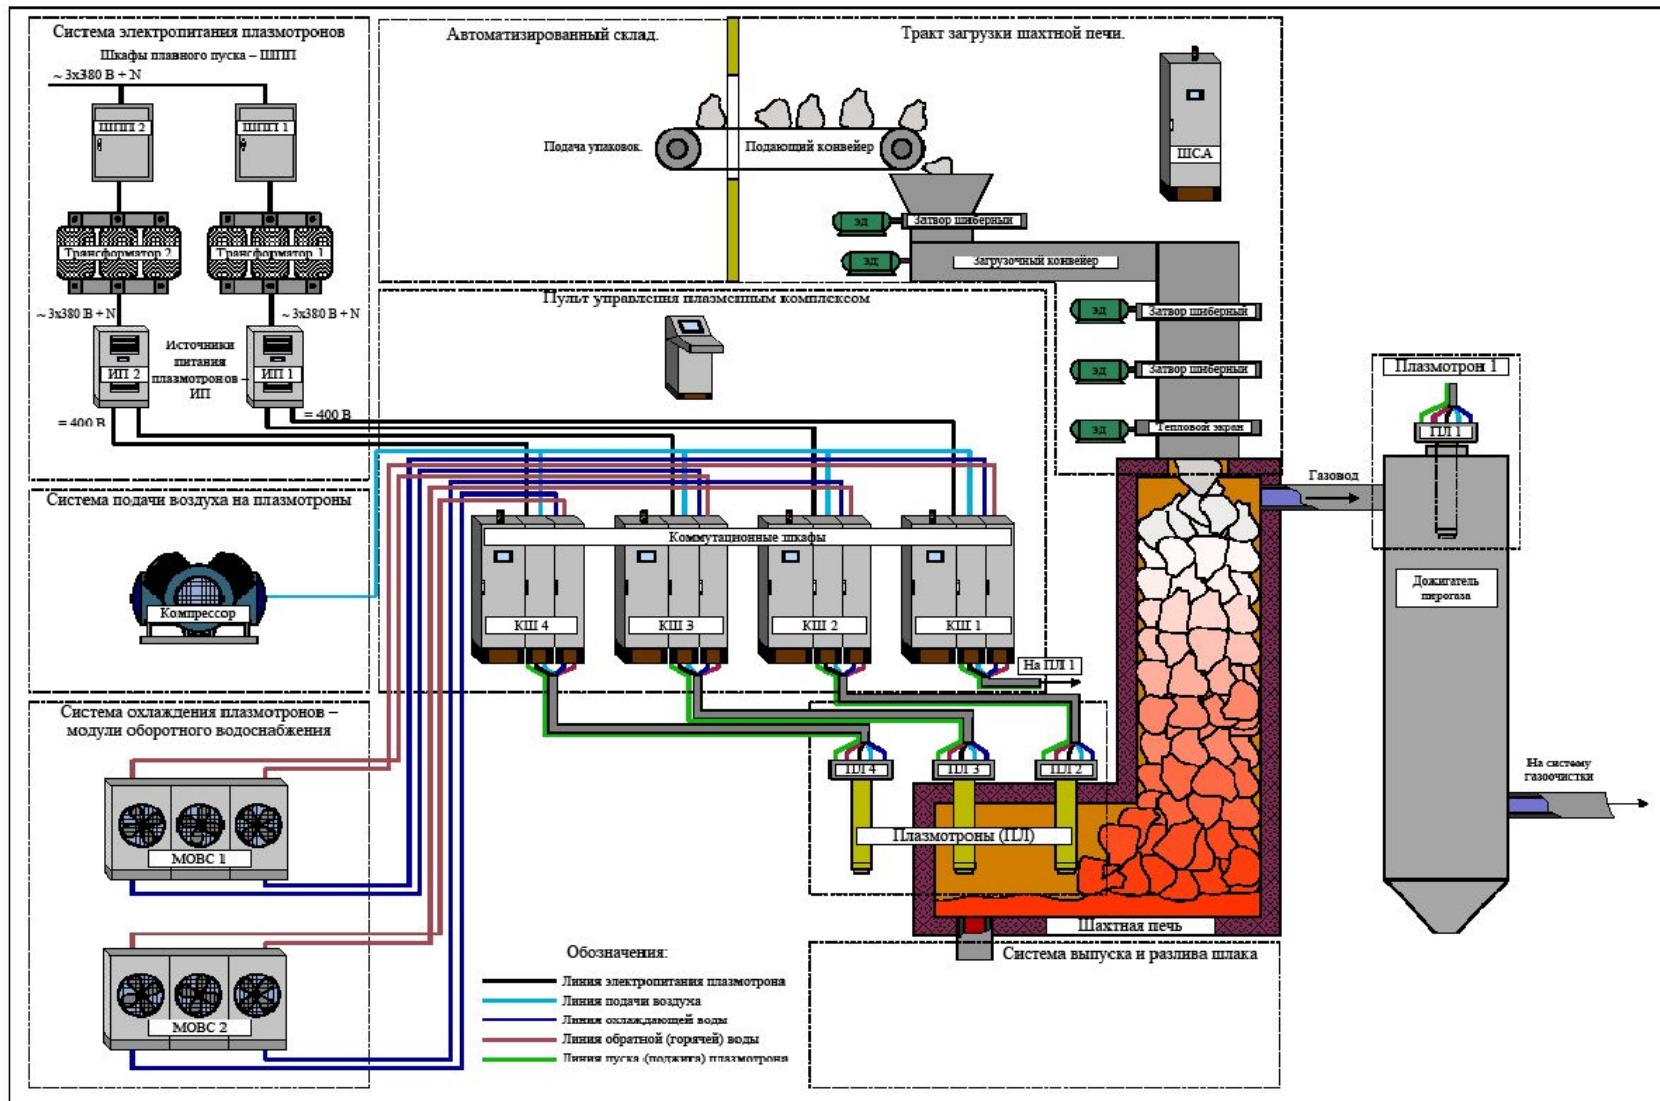 Система электропитания плазмотронов
Шкафы плавного пуска – ШПП
~ 3x380 В + N
ШПП 2
ШПП 1
Трансформатор 2
Трансформатор 1
~ 3x380 В + N
~ 3x380 В + N
Источники
питания
плазмотронов –
ИП
ИП 2
ИП 1
= 400 В
= 400 В
Автоматизированный склад.
Тракт загрузки шахтной печи.
Подача упаковок.
Подающий конвейер
ШСА
ЭД
Затвор шиберный
ЭД
Загрузочный конвейер
ЭД
Затвор шиберный
ЭД
Затвор шиберный
ЭД
Тепловой экран
Пульт управления плазменным комплексом
Коммутационные шкафы
КШ 4
КШ 3
КШ 2
КШ 1
На ПЛ 1
Система подачи воздуха на плазмотроны
Компрессор
Система охлаждения плазмотронов –
модули оборотного водоснабжения
МОВС 1
МОВС 2
ПЛ 4
ПЛ 3
ПЛ 2
Плазмотроны (ПЛ)
Шахтная печь
Система выпуска и разлива шлака
Газовод
Плазмотрон 1
ПЛ 1
Дожигатель
пирогаза
На систему
газоочистки
Обозначения:
Линия электропитания плазмотрона
Линия подачи воздуха
Линия охлаждающей воды
Линия обратной (горячей) воды
Линия пуска (поджига) плазмотрона